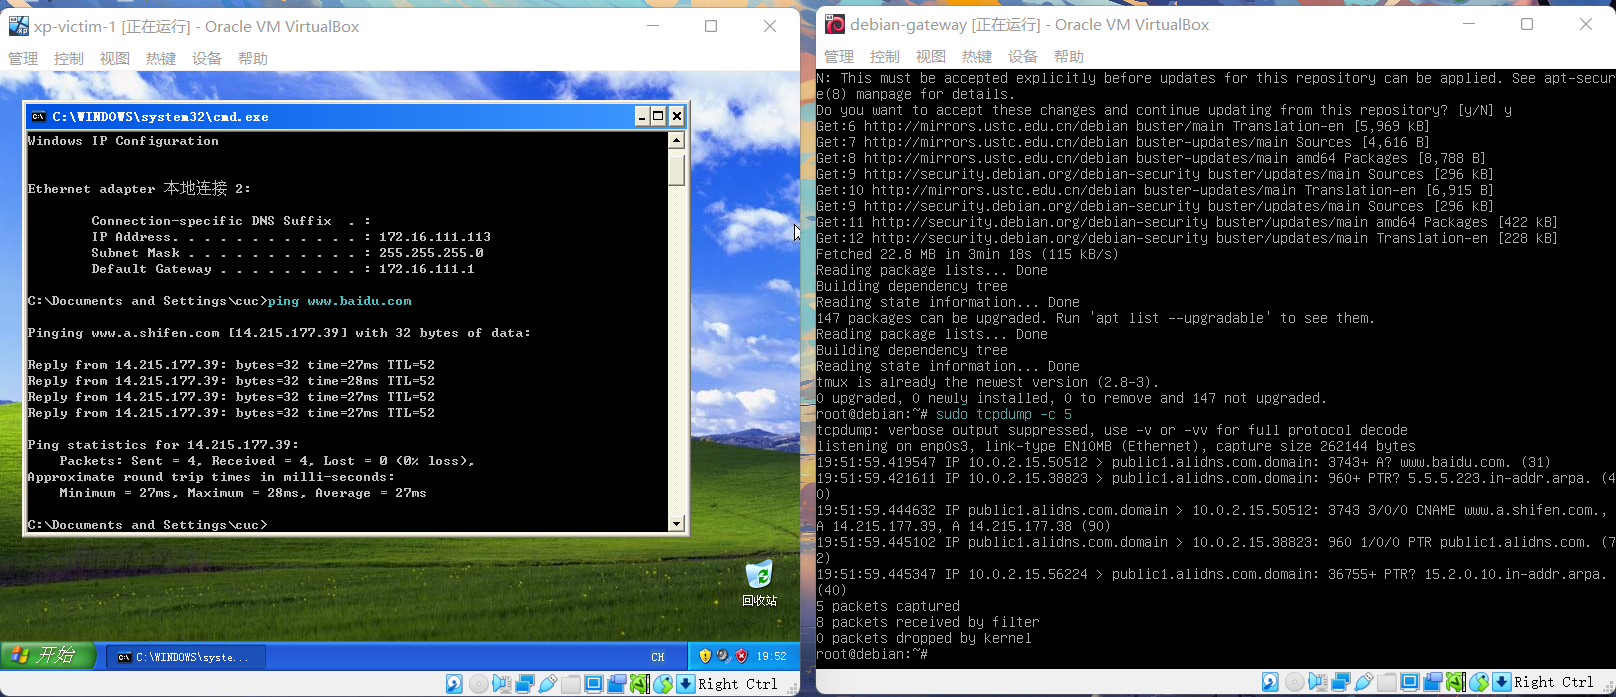 xp-victim-1 [正在运行] - Oracle VM VirtualBox
管理 控制 视图 热键 设备 帮助
C:\WINDOWS\system32\cmd.exe
Windows IP Configuration
Ethernet adapter 本地连接 2:
Connection-specific DNS Suffix  . :
IP Address. . . . . . . . . . . . : 172.16.111.113
Subnet Mask . . . . . . . . . . . : 255.255.255.0
Default Gateway . . . . . . . . . : 172.16.111.1
C:\Documents and Settings\cuc>ping www.baidu.com
Pinging www.a.shifen.com [14.215.177.39] with 32 bytes of data:
Reply from 14.215.177.39: bytes=32 time=27ms TTL=52
Reply from 14.215.177.39: bytes=32 time=28ms TTL=52
Reply from 14.215.177.39: bytes=32 time=27ms TTL=52
Reply from 14.215.177.39: bytes=32 time=27ms TTL=52
Ping statistics for 14.215.177.39:
Packets: Sent = 4, Received = 4, Lost = 0 (0% loss),
Approximate round trip times in milli-seconds:
Minimum = 27ms, Maximum = 28ms, Average = 27ms
C:\Documents and Settings\cuc>
回收站
开始
C:\WINDOWS\syste...
CH
19:52
Right Ctrl
debian-gateway [正在运行] - Oracle VM VirtualBox
管理 控制 视图 热键 设备 帮助
N: This must be accepted explicitly before updates for this repository can be applied. See apt-secur
e(8) manpage for details.
Do you want to accept these changes and continue updating from this repository? [y/N] y
Get:6 http://mirrors.ustc.edu.cn/debian buster/main Translation-en [5,969 kB]
Get:7 http://mirrors.ustc.edu.cn/debian buster-updates/main Sources [4,616 B]
Get:8 http://mirrors.ustc.edu.cn/debian buster-updates/main amd64 Packages [8,788 B]
Get:9 http://security.debian.org/debian-security buster/updates/main Sources [296 kB]
Get:10 http://mirrors.ustc.edu.cn/debian buster-updates/main Translation-en [6,915 B]
Get:9 http://security.debian.org/debian-security buster/updates/main Sources [296 kB]
Get:11 http://security.debian.org/debian-security buster/updates/main amd64 Packages [422 kB]
Get:12 http://security.debian.org/debian-security buster/updates/main Translation-en [228 kB]
Fetched 22.8 MB in 3min 18s (115 kB/s)
Reading package lists... Done
Building dependency tree
Reading state information... Done
147 packages can be upgraded. Run 'apt list --upgradable' to see them.
Reading package lists... Done
Building dependency tree
Reading state information... Done
tmux is already the newest version (2.8-3).
0 upgraded, 0 newly installed, 0 to remove and 147 not upgraded.
root@debian:~# sudo tcpdump -c 5
tcpdump: verbose output suppressed, use -v or -vv for full protocol decode
listening on enp0s3, link-type EN10MB (Ethernet), capture size 262144 bytes
19:51:59.419547 IP 10.0.2.15.50512 > public1.alidns.com.domain: 3743+ A? www.baidu.com. (31)
19:51:59.421611 IP 10.0.2.15.38823 > public1.alidns.com.domain: 960+ PTR? 5.5.5.223.in-addr.arpa. (4
0)
19:51:59.444632 IP public1.alidns.com.domain > 10.0.2.15.50512: 3743 3/0/0 CNAME www.a.shifen.com.,
A 14.215.177.39, A 14.215.177.38 (90)
19:51:59.445102 IP public1.alidns.com.domain > 10.0.2.15.38823: 960 1/0/0 PTR public1.alidns.com. (7
2)
19:51:59.445347 IP 10.0.2.15.56224 > public1.alidns.com.domain: 36755+ PTR? 15.2.0.10.in-addr.arpa.
(40)
5 packets captured
8 packets received by filter
0 packets dropped by kernel
root@debian:~#
Right Ctrl